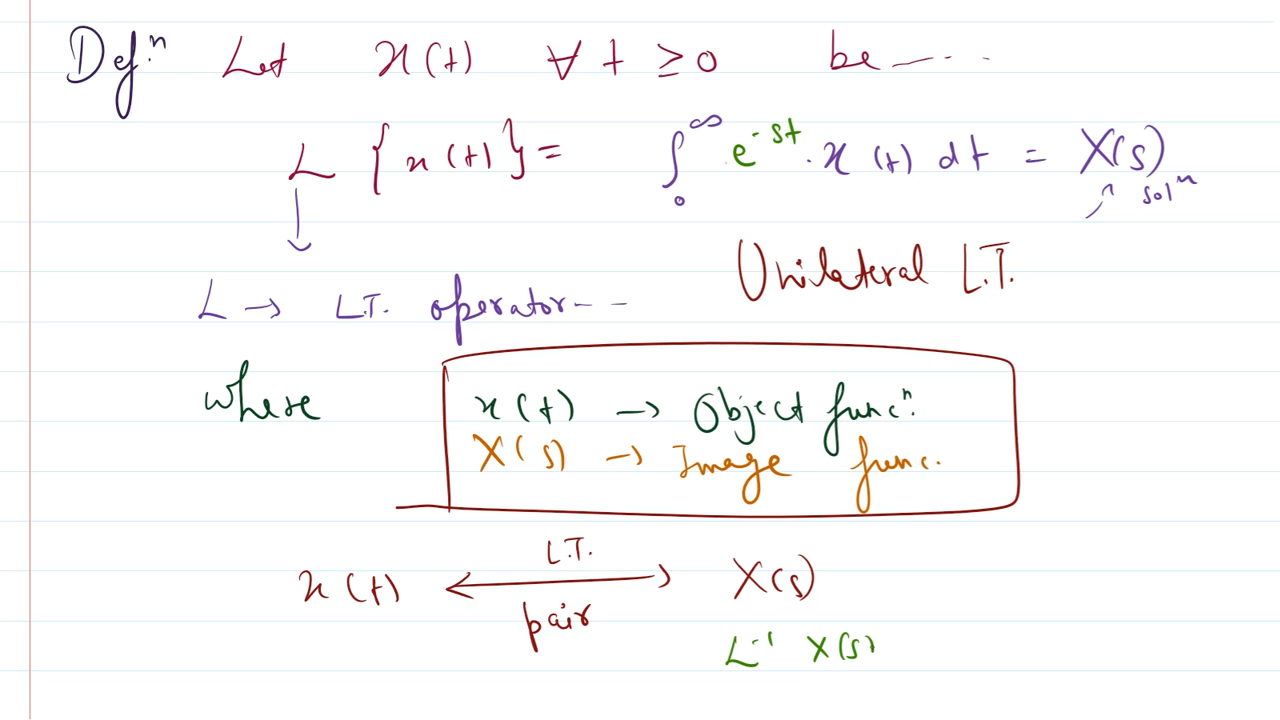 Defⁿ Let x(t) ∀ t ≥ 0 be ----..
L {x(t)} = ∫₀^∞ e^-st . x(t) dt = X(s)
solⁿ
Unilateral L.T.
L → L.T. operator---
where x(t) → Object funcⁿ.
X(s) → Image func.
x(t) ⟷ X(s)
L.T.
pair
L⁻¹ X(s)